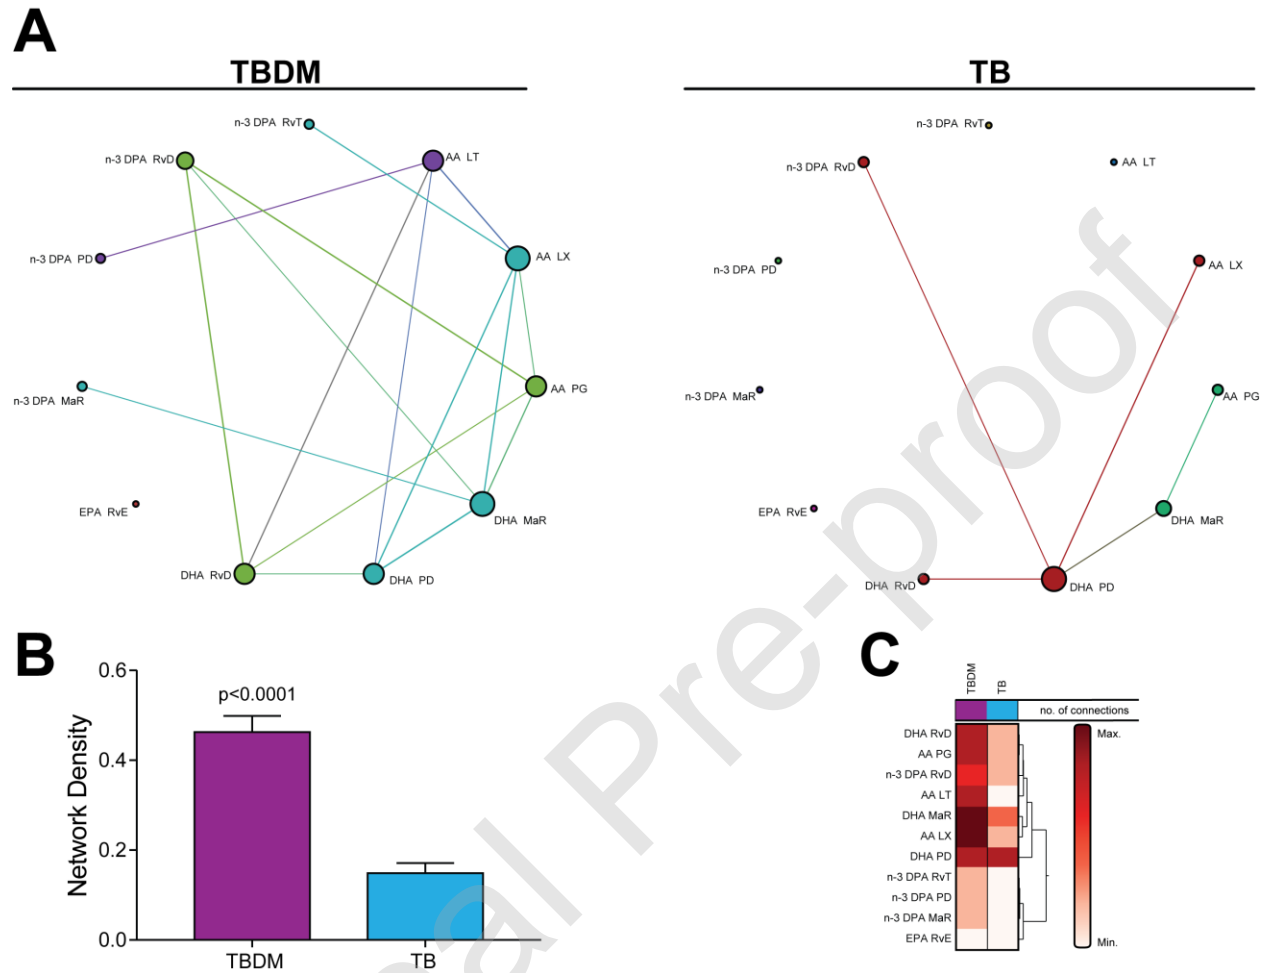 A
TBDM
TB
n-3 DPA RvT
n-3 DPA RvD
AA LT
n-3 DPA PD
AA LX
n-3 DPA MaR
AA PG
EPA RvE
DHA MaR
DHA RvD
DHA PD
n-3 DPA RvT
AA LT
n-3 DPA RvD
n-3 DPA PD
AA LX
n-3 DPA MaR
AA PG
EPA RvE
DHA MaR
DHA RvD
DHA PD
B
Network Density
0.6
0.4
0.2
0.0
p<0.0001
TBDM
TB
C
TBDM
TB
no. of connections
DHA RvD
AA PG
n-3 DPA RvD
AA LT
DHA MaR
AA LX
DHA PD
n-3 DPA RvT
n-3 DPA PD
n-3 DPA MaR
EPA RvE
Max.
Min.
al Pre-proof